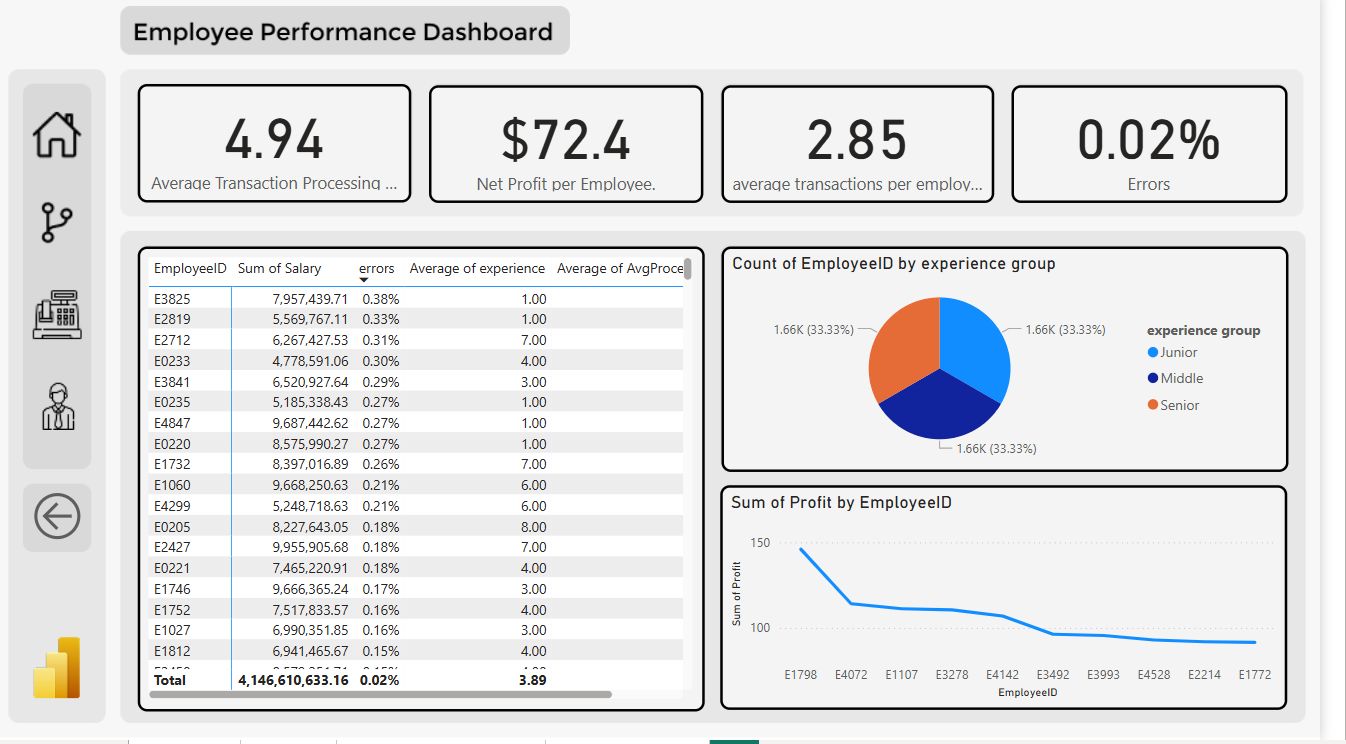 Employee Performance Dashboard
4.94
Average Transaction Processing ...
$72.4
Net Profit per Employee.
2.85
average transactions per employ...
0.02%
Errors
EmployeeID Sum of Salary errors Average of experience Average of AvgProce
E3825 7,957,439.71 0.38% 1.00
E2819 5,569,767.11 0.33% 1.00
E2712 6,267,427.53 0.31% 7.00
E0233 4,778,591.06 0.30% 4.00
E3841 6,520,927.64 0.29% 3.00
E0235 5,185,338.43 0.27% 1.00
E4847 9,687,442.62 0.27% 1.00
E0220 8,575,990.27 0.27% 1.00
E1732 8,397,016.89 0.26% 7.00
E1060 9,668,250.63 0.21% 6.00
E4299 5,248,718.63 0.21% 6.00
E0205 8,227,643.05 0.18% 8.00
E2427 9,955,905.68 0.18% 7.00
E0221 7,465,220.91 0.18% 4.00
E1746 9,666,365.24 0.17% 3.00
E1752 7,517,833.57 0.16% 4.00
E1027 6,990,351.85 0.16% 3.00
E1812 6,941,465.67 0.15% 4.00
Total 4,146,610,633.16 0.02% 3.89
Count of EmployeeID by experience group
1.66K (33.33%)
1.66K (33.33%)
1.66K (33.33%)
experience group
Junior
Middle
Senior
Sum of Profit by EmployeeID
Sum of Profit
150
100
E1798 E4072 E1107 E3278 E4142 E3492 E3993 E4528 E2214 E1772
EmployeeID